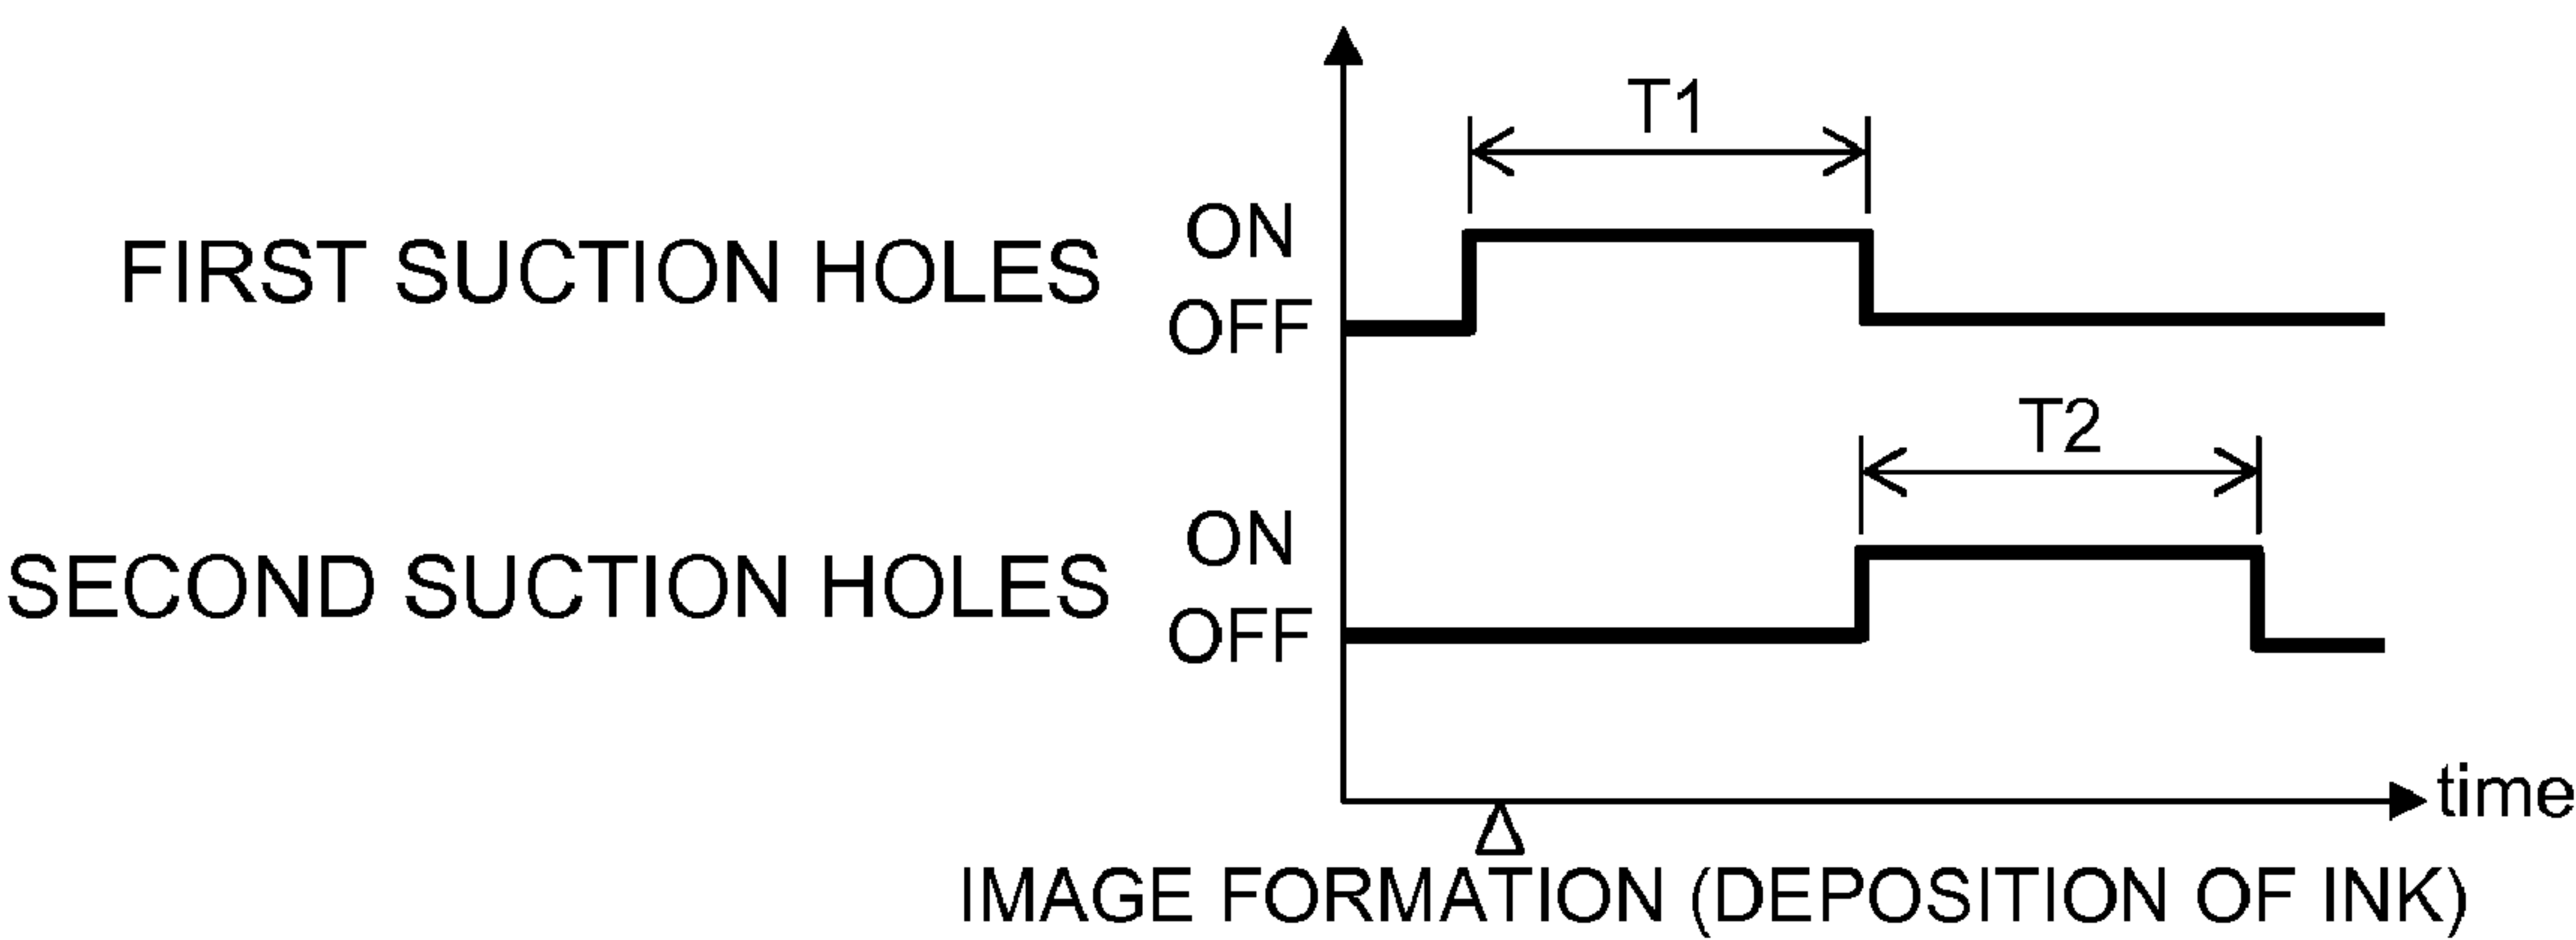 T1
ON
FIRST SUCTION HOLES
OFF
T2
ON
SECOND SUCTION HOLES
OFF
time
IMAGE FORMATION (DEPOSITION OF INK)